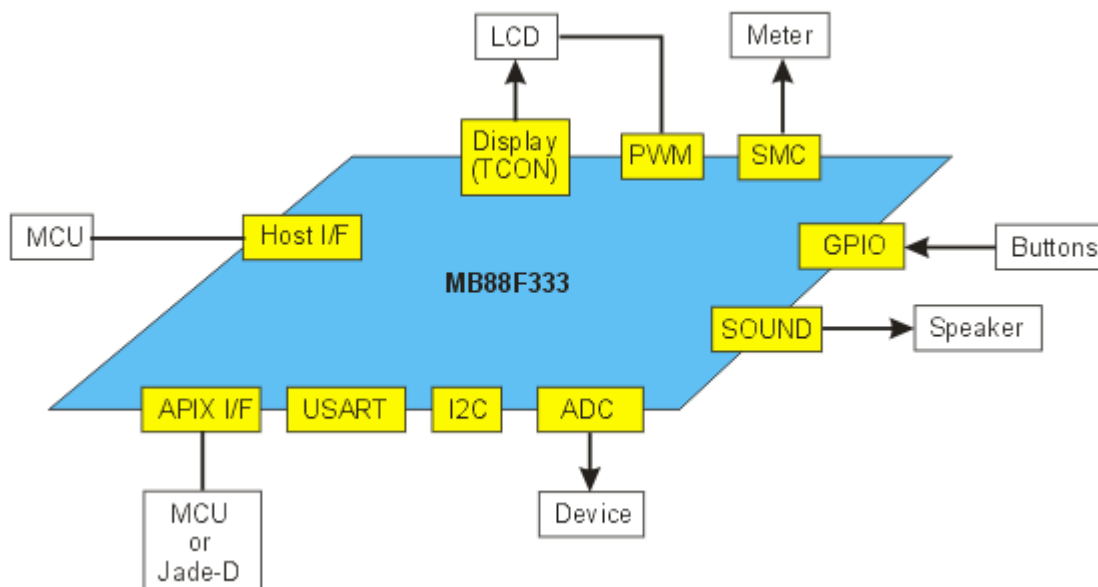 LCD
Meter
Display
(TCON)
PWM
SMC
MCU
Host I/F
GPIO
Buttons
MB88F333
SOUND
Speaker
APIX I/F
USART
I2C
ADC
MCU
or
Jade-D
Device